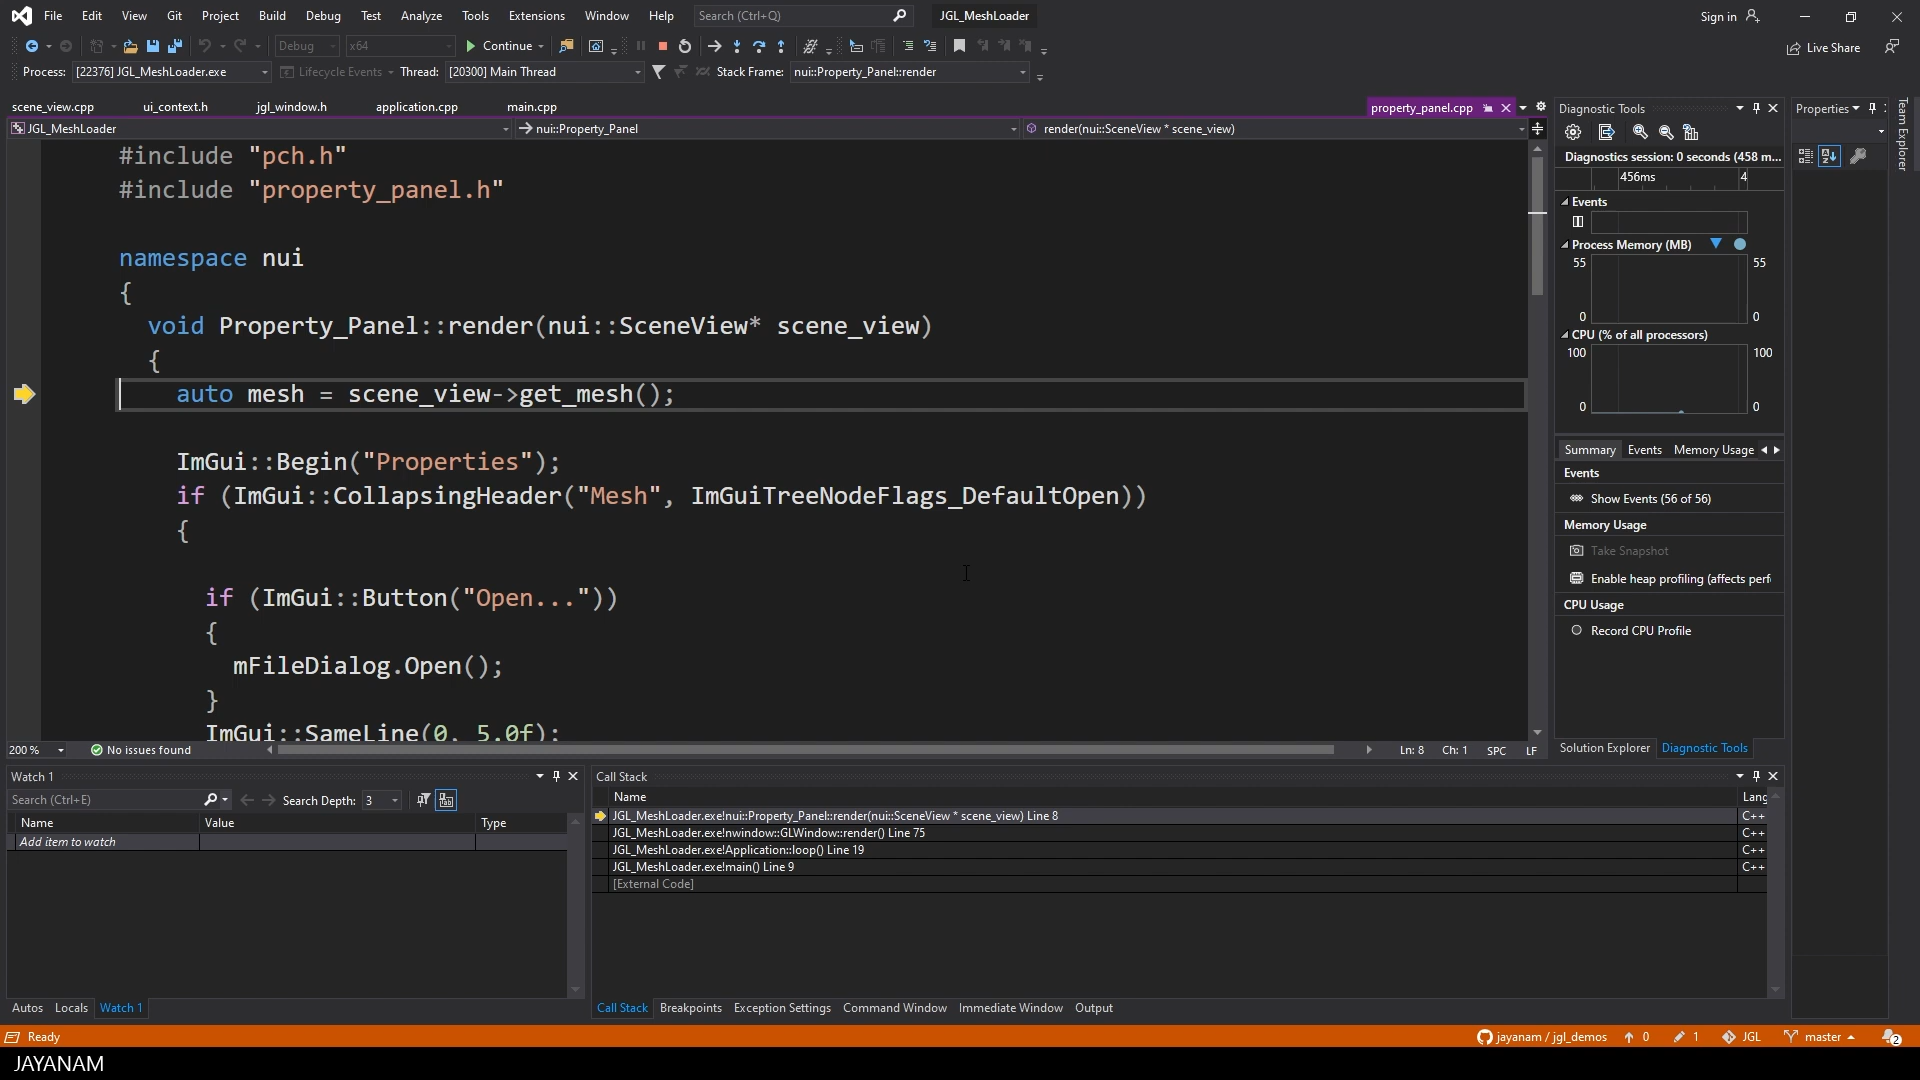 File Edit View Git Project Build Debug Test Analyze Tools Extensions Window Help Search (Ctrl+Q) JGL_MeshLoader Sign in
Debug x64 Continue Live Share
Process: [22376] JGL_MeshLoader.exe Lifecycle Events Thread: [20300] Main Thread Stack Frame: nui::Property_Panel::render
scene_view.cpp ui_context.h jgl_window.h application.cpp main.cpp property_panel.cpp
JGL_MeshLoader nui::Property_Panel render(nui::SceneView * scene_view)
#include "pch.h"
#include "property_panel.h"
namespace nui
{
void Property_Panel::render(nui::SceneView* scene_view)
{
auto mesh = scene_view->get_mesh();
ImGui::Begin("Properties");
if (ImGui::CollapsingHeader("Mesh", ImGuiTreeNodeFlags_DefaultOpen))
{
if (ImGui::Button("Open..."))
{
mFileDialog.Open();
}
ImGui::SameLine(0, 5.0f);
200 % No issues found Ln: 8 Ch: 1 SPC LF
Diagnostic Tools
Diagnostics session: 0 seconds (458 m...
456ms 4
Events
Process Memory (MB)
55 55
0 0
CPU (% of all processors)
100 100
0 0
Summary Events Memory Usage
Events
Show Events (56 of 56)
Memory Usage
Take Snapshot
Enable heap profiling (affects perf
CPU Usage
Record CPU Profile
Solution Explorer Diagnostic Tools
Properties
Team Explorer
Watch 1
Search (Ctrl+E) Search Depth: 3
Name Value Type
Add item to watch
Autos Locals Watch 1
Call Stack
Name Lang
JGL_MeshLoader.exe!nui::Property_Panel::render(nui::SceneView * scene_view) Line 8 C++
JGL_MeshLoader.exe!nwindow::GLWindow::render() Line 75 C++
JGL_MeshLoader.exe!Application::loop() Line 19 C++
JGL_MeshLoader.exe!main() Line 9 C++
[External Code]
Call Stack Breakpoints Exception Settings Command Window Immediate Window Output
Ready jayanam / jgl_demos 0 1 JGL master 2
JAYANAM